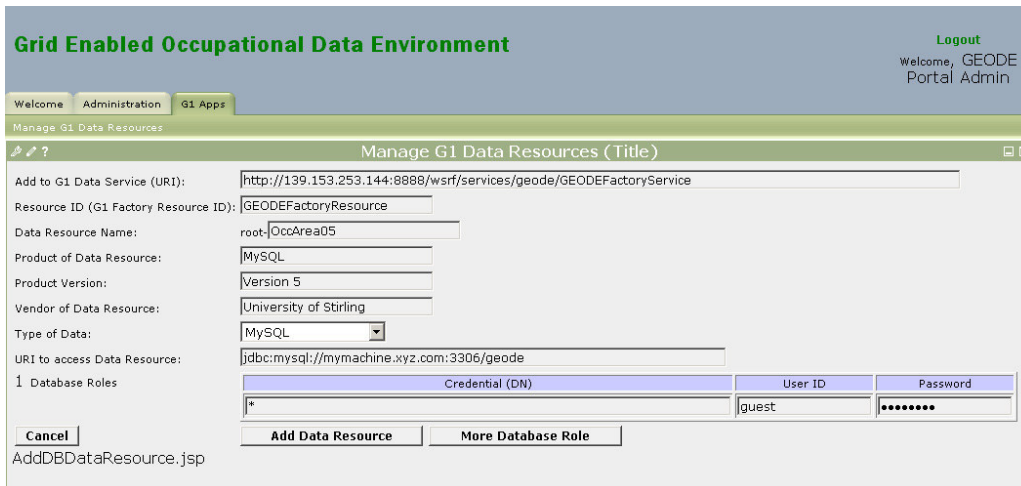 Grid Enabled Occupational Data Environment
Logout
Welcome, GEODE
Portal Admin
Welcome Administration G1 Apps
Manage G1 Data Resources
? Manage G1 Data Resources (Title)
Add to G1 Data Service (URI): http://139.153.253.144:8888/wsrf/services/geode/GEODEFactoryService
Resource ID (G1 Factory Resource ID): GEODEFactoryResource
Data Resource Name: root-OccArea05
Product of Data Resource: MySQL
Product Version: Version 5
Vendor of Data Resource: University of Stirling
Type of Data: MySQL
URI to access Data Resource: jdbc:mysql://mymachine.xyz.com:3306/geode
1 Database Roles Credential (DN) User ID Password
* guest ••••••••
Cancel Add Data Resource More Database Role
AddDBDataResource.jsp